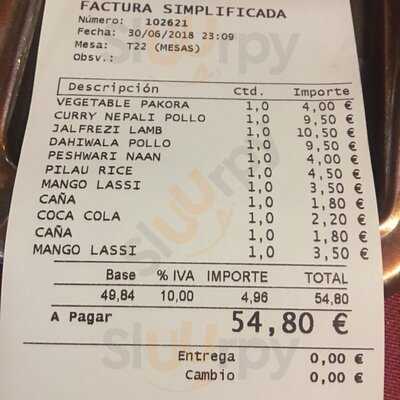 FACTURA SIMPLIFICADA
Número: 102621
Fecha: 30/06/2018 23:09
Mesa: T22 (MESAS)
Obsv.:
Descripción Ctd. Importe
VEGETABLE PAKORA 1,0 4,00 €
CURRY NEPALI POLLO 1,0 9,50 €
JALFREZI LAMB 1,0 10,50 €
DAHIWALA POLLO 1,0 9,50 €
PESHWARI NAAN 1,0 4,00 €
PILAU RICE 1,0 4,50 €
MANGO LASSI 1,0 3,50 €
CAÑA 1,0 1,80 €
COCA COLA 1,0 2,20 €
CAÑA 1,0 1,80 €
MANGO LASSI 1,0 3,50 €
Base % IVA IMPORTE TOTAL
49,84 10,00 4,96 54,80
A Pagar 54,80 €
Entrega 0,00 €
Cambio 0,00 €
Sluurpy
Sluurpy
Sluurpy